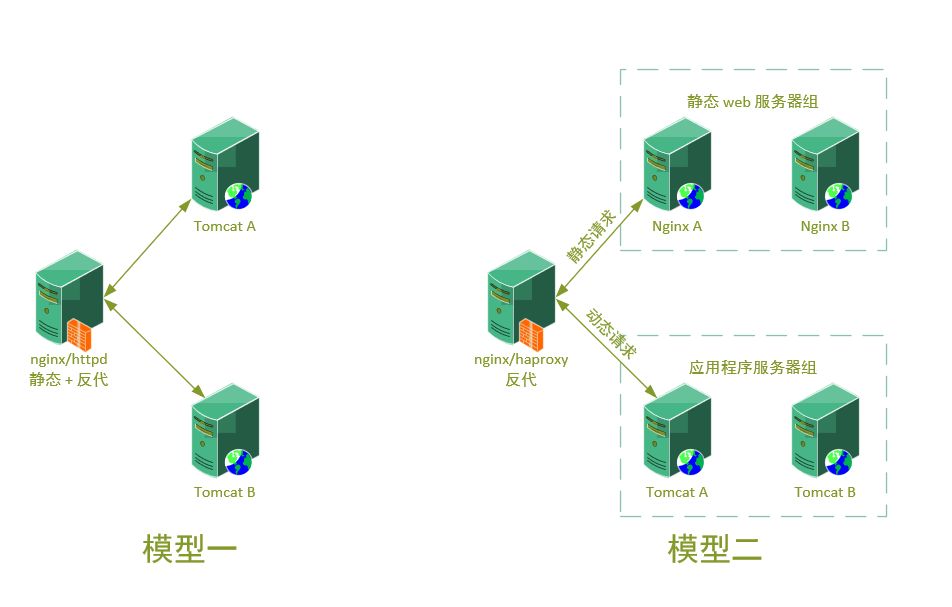 Tomcat A
nginx/httpd
静态 + 反代
Tomcat B
模型一
静态 web 服务器组
Nginx A
Nginx B
静态请求
nginx/haproxy
反代
动态请求
应用程序服务器组
Tomcat A
Tomcat B
模型二